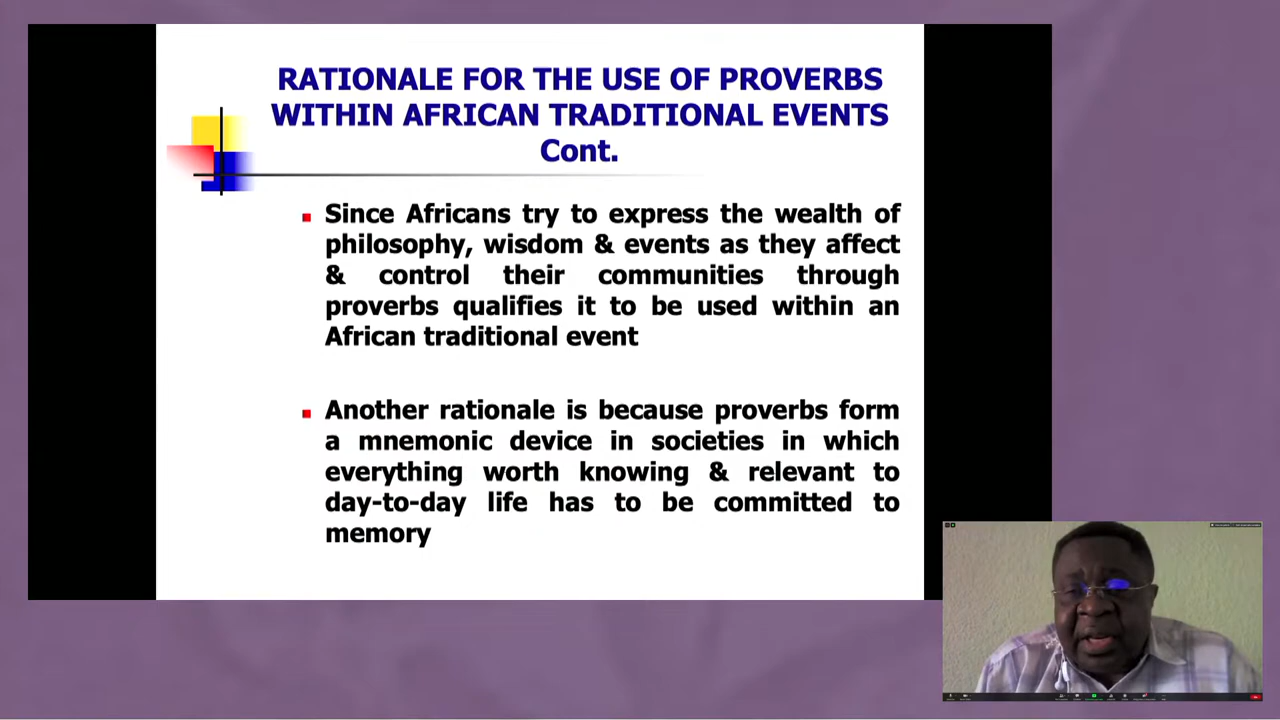 RATIONALE FOR THE USE OF PROVERBS
WITHIN AFRICAN TRADITIONAL EVENTS
Cont.
Since Africans try to express the wealth of
philosophy, wisdom & events as they affect
& control their communities through
proverbs qualifies it to be used within an
African traditional event
Another rationale is because proverbs form
a mnemonic device in societies in which
everything worth knowing & relevant to
day-to-day life has to be committed to
memory